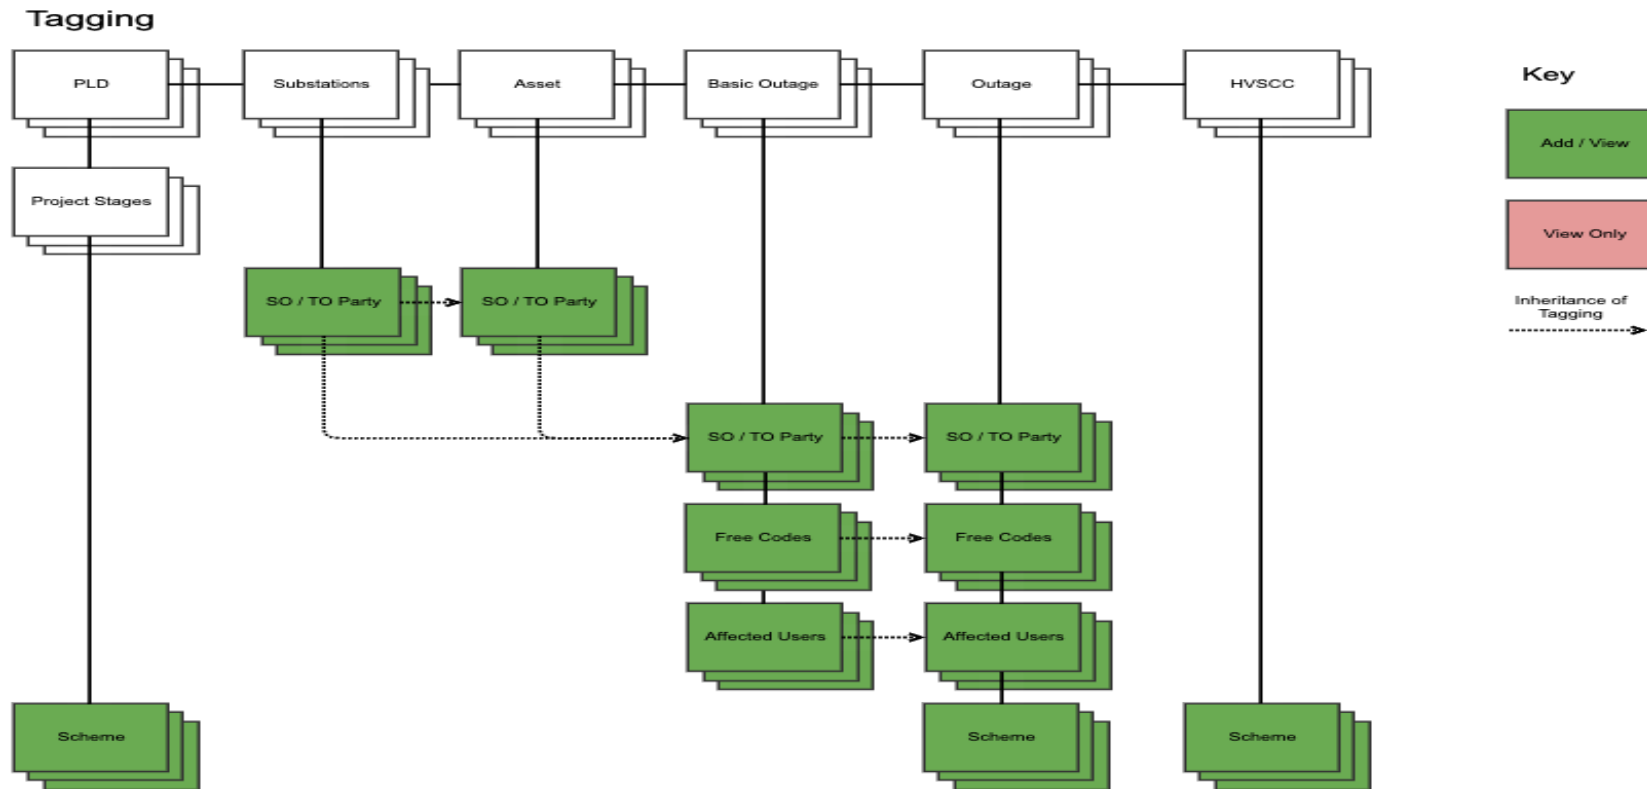 Tagging
PLD
Substations
Asset
Basic Outage
Outage
HVSCC
Key
Add / View
Project Stages
View Only
SO / TO Party
SO / TO Party
Inheritance of
Tagging
SO / TO Party
SO / TO Party
Free Codes
Free Codes
Affected Users
Affected Users
Scheme
Scheme
Scheme